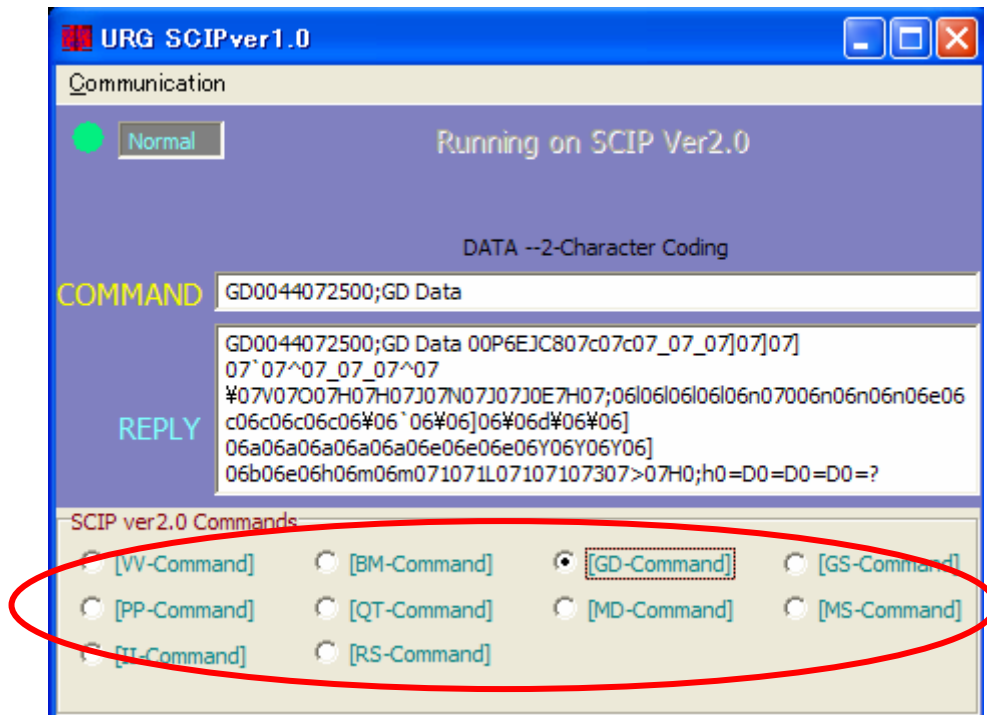 URG SCIPver1.0
Communication
Normal
Running on SCIP Ver2.0
DATA --2-Character Coding
COMMAND
GD0044072500;GD Data
REPLY
GD0044072500;GD Data 00P6EJC807c07c07_07_07]07]07]
07`07^07_07_07^07
¥07V07O07H07H07J07N07J07J0E7H07;06l06l06l06l06n07006n06n06n06e06
c06c06c06c06¥06`06¥06]06¥06d¥06¥06]
06a06a06a06a06a06e06e06e06Y06Y06Y06]
06b06e06h06m06m071071L07107107307>07H0;h0=D0=D0=D0=?
SCIP ver2.0 Commands
[VV-Command] [BM-Command] [GD-Command] [GS-Command]
[PP-Command] [QT-Command] [MD-Command] [MS-Command]
[II-Command] [RS-Command]